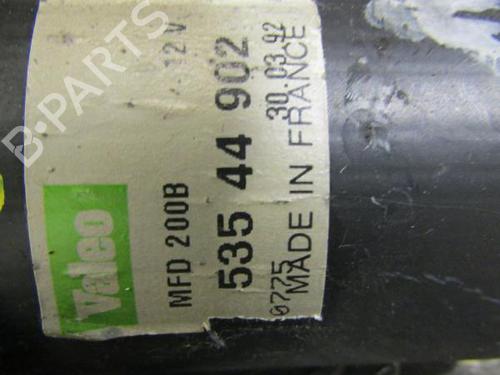 Valeo
12 V
MFD 200B
535 44 902
0775 30.03.92
MADE IN FRANCE
B-PARTS